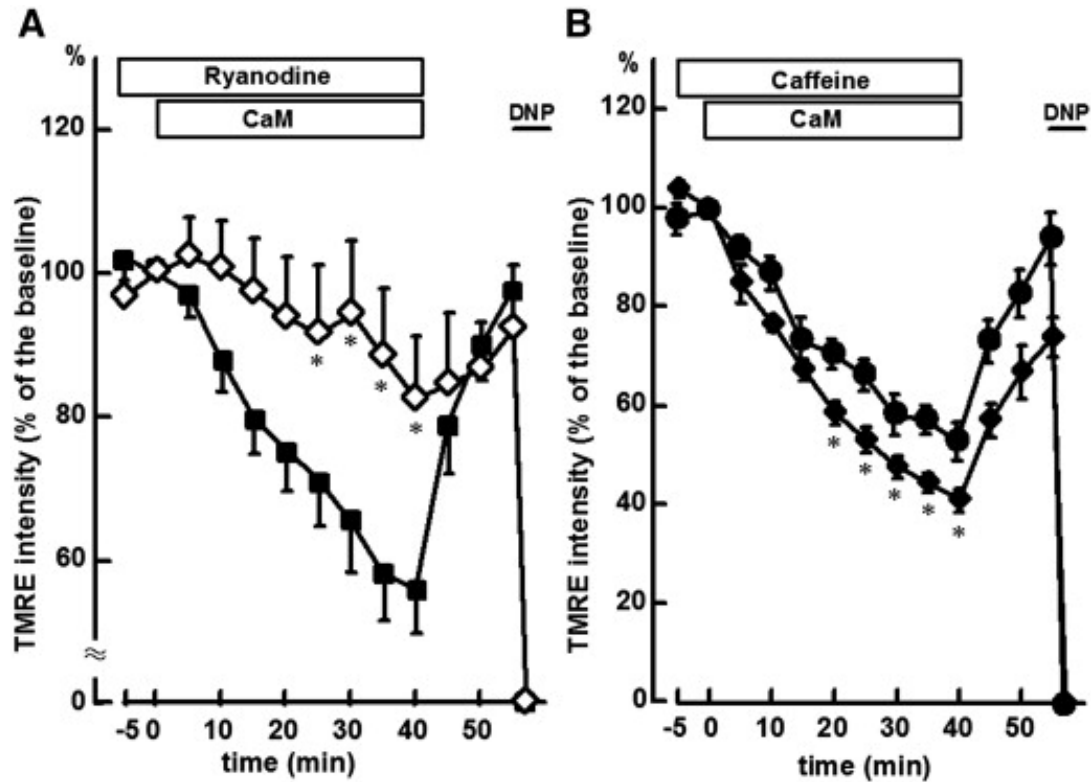 A
%
Ryanodine
CaM
DNP
120
100
80
60
0
TMRE intensity (% of the baseline)
* * * *
-5 0 10 20 30 40 50
time (min)
B
%
Caffeine
CaM
DNP
120
100
80
60
40
20
0
TMRE intensity (% of the baseline)
* * * * *
-5 0 10 20 30 40 50
time (min)